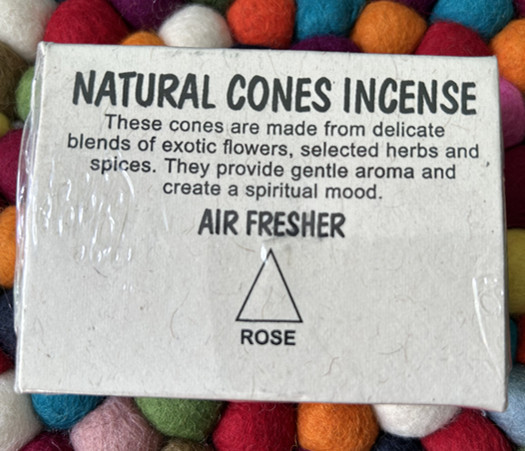 NATURAL CONES INCENSE
These cones are made from delicate
blends of exotic flowers, selected herbs and
spices. They provide gentle aroma and
create a spiritual mood.
AIR FRESHER
ROSE